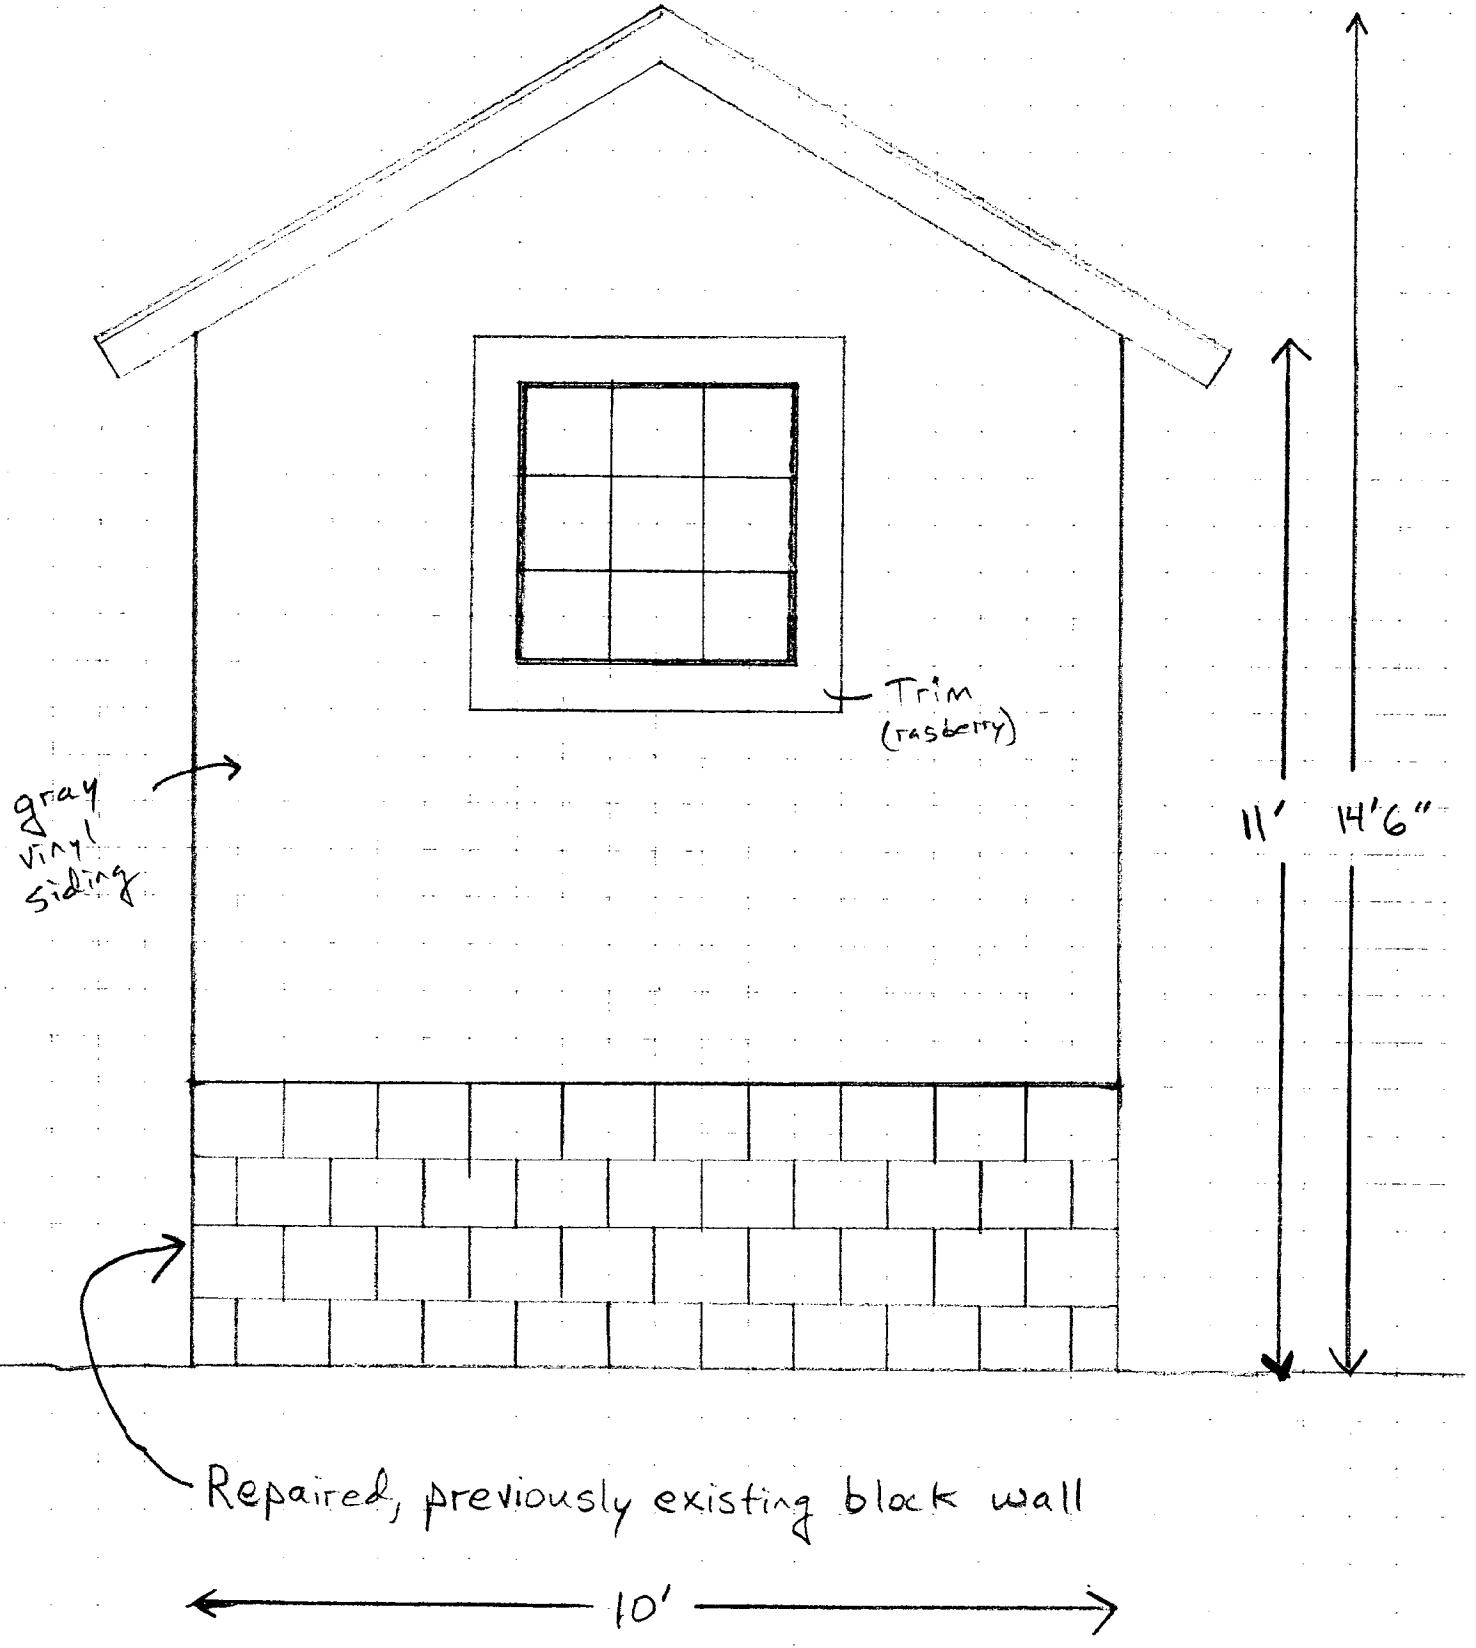 Trim
(rasberry)
gray
vinyl
siding
11'
14'6"
Repaired, previously existing block wall
10'